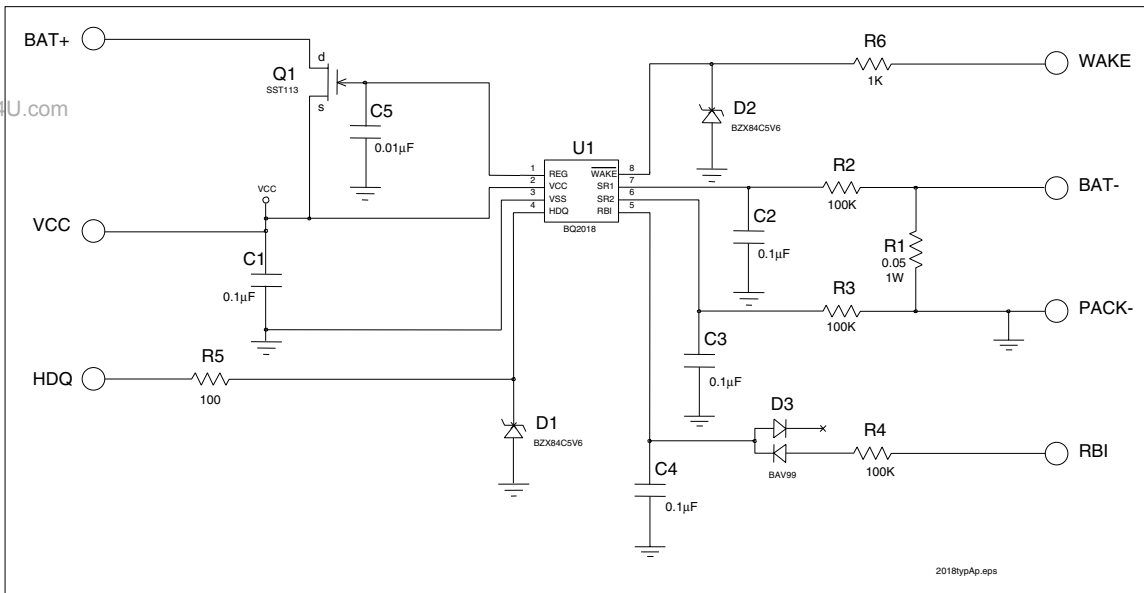 BAT+
d
Q1
SST113
s
4U.com
C5
0.01µF
R6
1K
WAKE
D2
BZX84C5V6
U1
1 REG WAKE 8
2 VCC SR1 7
3 VSS SR2 6
4 HDQ RBI 5
BQ2018
R2
100K
BAT-
VCC
VCC
C1
0.1µF
C2
0.1µF
R1
0.05
1W
R3
100K
PACK-
HDQ
R5
100
C3
0.1µF
D1
BZX84C5V6
D3
BAV99
R4
100K
RBI
C4
0.1µF
2018typAp.eps